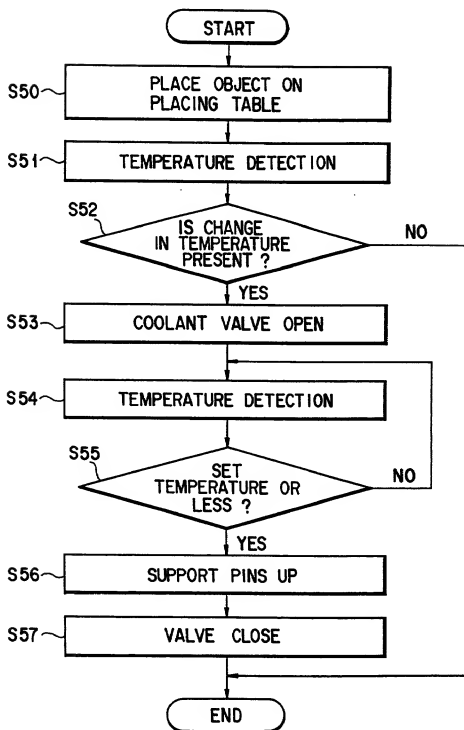 START
S50
PLACE OBJECT ON
PLACING TABLE
S51
TEMPERATURE DETECTION
S52
IS CHANGE
IN TEMPERATURE
PRESENT ?
NO
YES
S53
COOLANT VALVE OPEN
S54
TEMPERATURE DETECTION
S55
SET
TEMPERATURE OR
LESS ?
NO
YES
S56
SUPPORT PINS UP
S57
VALVE CLOSE
END